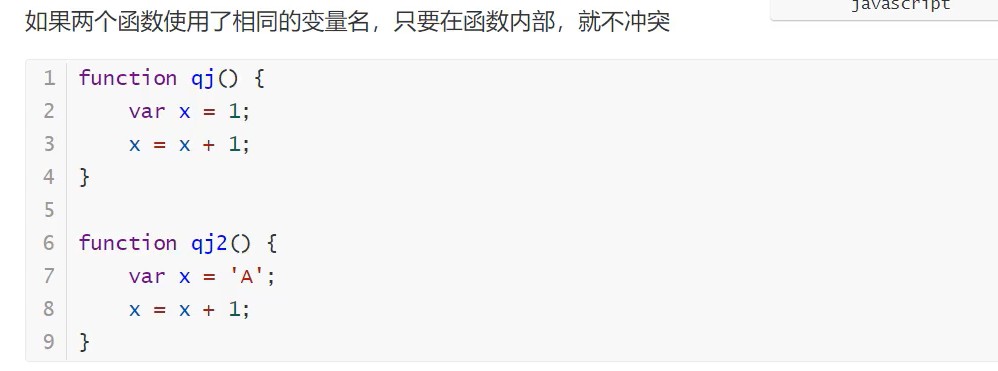 javascript
如果两个函数使用了相同的变量名，只要在函数内部，就不冲突
1 function qj() {
2     var x = 1;
3     x = x + 1;
4 }
5
6 function qj2() {
7     var x = 'A';
8     x = x + 1;
9 }